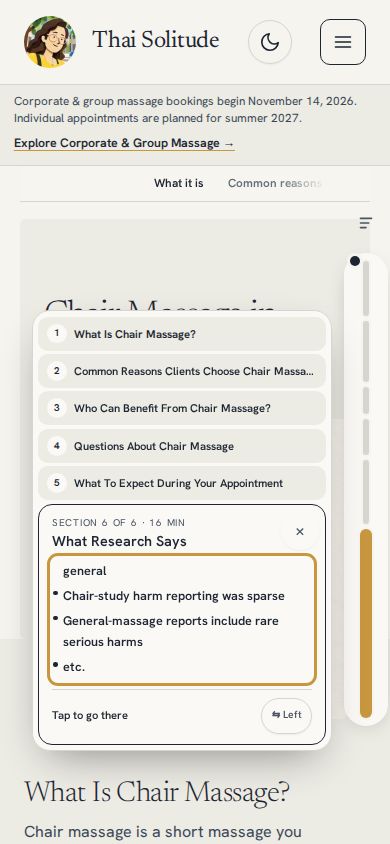 Thai Solitude
Corporate & group massage bookings begin November 14, 2026.
Individual appointments are planned for summer 2027.
Explore Corporate & Group Massage →
What it is
Common reasons
Chair Massage in
1 What Is Chair Massage?
2 Common Reasons Clients Choose Chair Massa...
3 Who Can Benefit From Chair Massage?
4 Questions About Chair Massage
5 What To Expect During Your Appointment
SECTION 6 OF 6 · 16 MIN
What Research Says
×
general
• Chair-study harm reporting was sparse
• General-massage reports include rare
serious harms
• etc.
Tap to go there
⇆ Left
What Is Chair Massage?
Chair massage is a short massage you